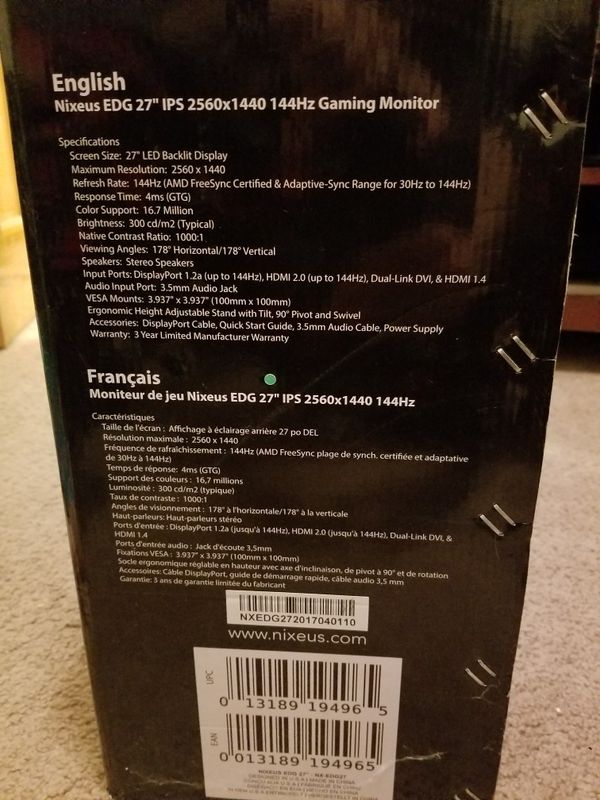 English
Nixeus EDG 27" IPS 2560x1440 144Hz Gaming Monitor
Specifications
Screen Size: 27" LED Backlit Display
Maximum Resolution: 2560 x 1440
Refresh Rate: 144Hz (AMD FreeSync Certified & Adaptive-Sync Range for 30Hz to 144Hz)
Response Time: 4ms (GTG)
Color Support: 16.7 Million
Brightness: 300 cd/m2 (Typical)
Native Contrast Ratio: 1000:1
Viewing Angles: 178° Horizontal/178° Vertical
Speakers: Stereo Speakers
Input Ports: DisplayPort 1.2a (up to 144Hz), HDMI 2.0 (up to 144Hz), Dual-Link DVI, & HDMI 1.4
Audio Input Port: 3.5mm Audio Jack
VESA Mounts: 3.937" x 3.937" (100mm x 100mm)
Ergonomic Height Adjustable Stand with Tilt, 90° Pivot and Swivel
Accessories: DisplayPort Cable, Quick Start Guide, 3.5mm Audio Cable, Power Supply
Warranty: 3 Year Limited Manufacturer Warranty
Français
Moniteur de jeu Nixeus EDG 27" IPS 2560x1440 144Hz
Caractéristiques
Taille de l'écran : Affichage à éclairage arrière 27 po DEL
Résolution maximale : 2560 x 1440
Fréquence de rafraîchissement : 144Hz (AMD FreeSync plage de synch. certifiée et adaptative
de 30Hz à 144Hz)
Temps de réponse: 4ms (GTG)
Support des couleurs : 16,7 millions
Luminosité : 300 cd/m2 (typique)
Taux de contraste : 1000:1
Angles de visionnement : 178° à l'horizontale/178° à la verticale
Haut-parleurs: Haut-parleurs stéréo
Ports d'entrée : DisplayPort 1.2a (jusqu'à 144Hz), HDMI 2.0 (jusqu'à 144Hz), Dual-Link DVI, &
HDMI 1.4
Ports d'entrée audio : Jack d'écoute 3,5mm
Fixations VESA : 3.937" x 3.937" (100mm x 100mm)
Socle ergonomique réglable en hauteur avec axe d'inclinaison, de pivot à 90° et de rotation
Accessoires: Câble DisplayPort, guide de démarrage rapide, câble audio 3,5 mm
Garantie: 3 ans de garantie limitée du fabricant
NXEDG272017040110
www.nixeus.com
UPC
0 13189 19496 5
EAN
0 013189 194965
NIXEUS EDG 27" - NX-EDG27
DESIGNED IN U.S.A | MADE IN CHINA